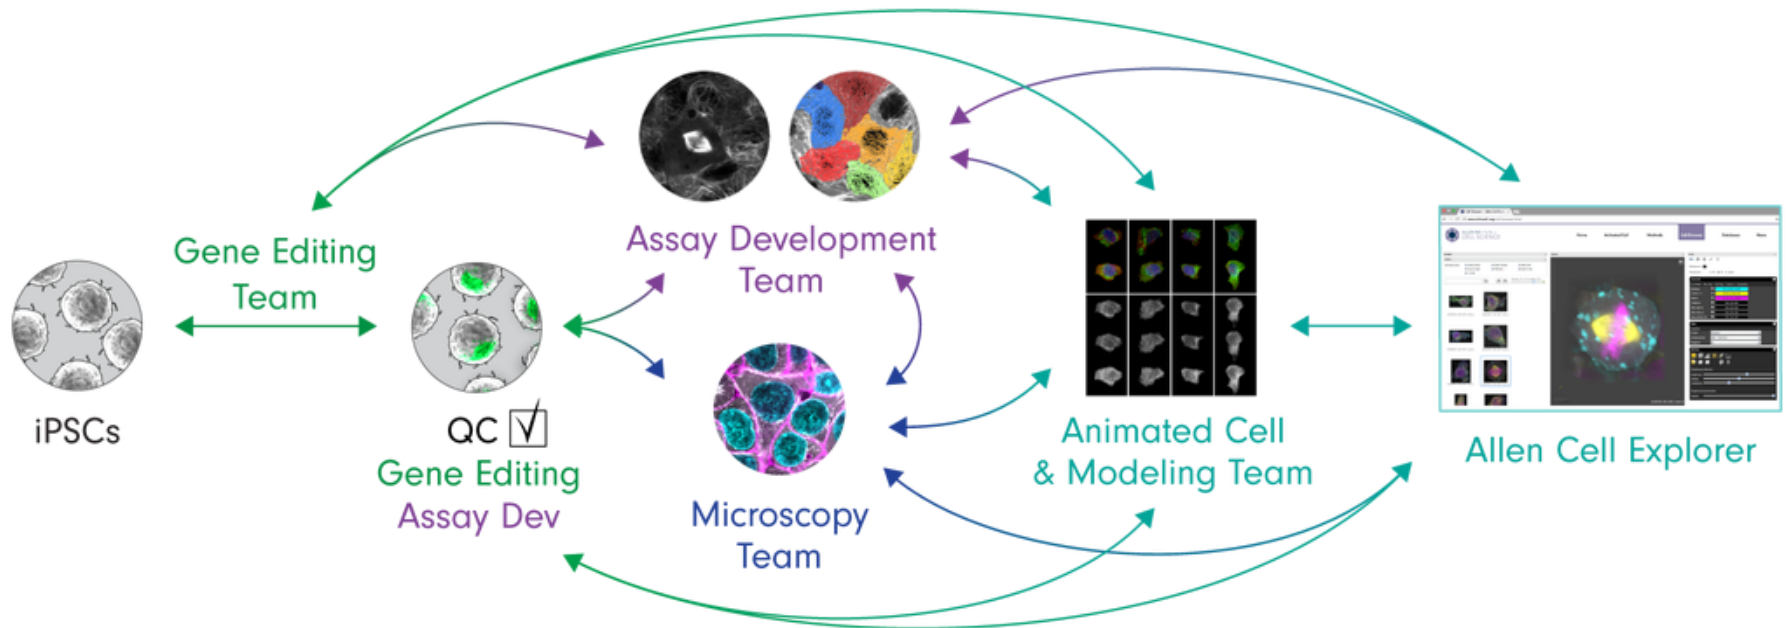 Gene Editing
Team
iPSCs
QC
Gene Editing
Assay Dev
Assay Development
Team
Microscopy
Team
Animated Cell
& Modeling Team
Allen Cell Explorer